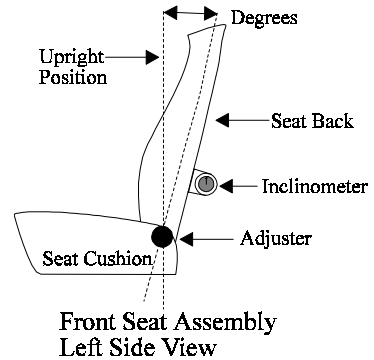 Degrees
Upright
Position
Seat Back
Inclinometer
Adjuster
Seat Cushion
Front Seat Assembly
Left Side View